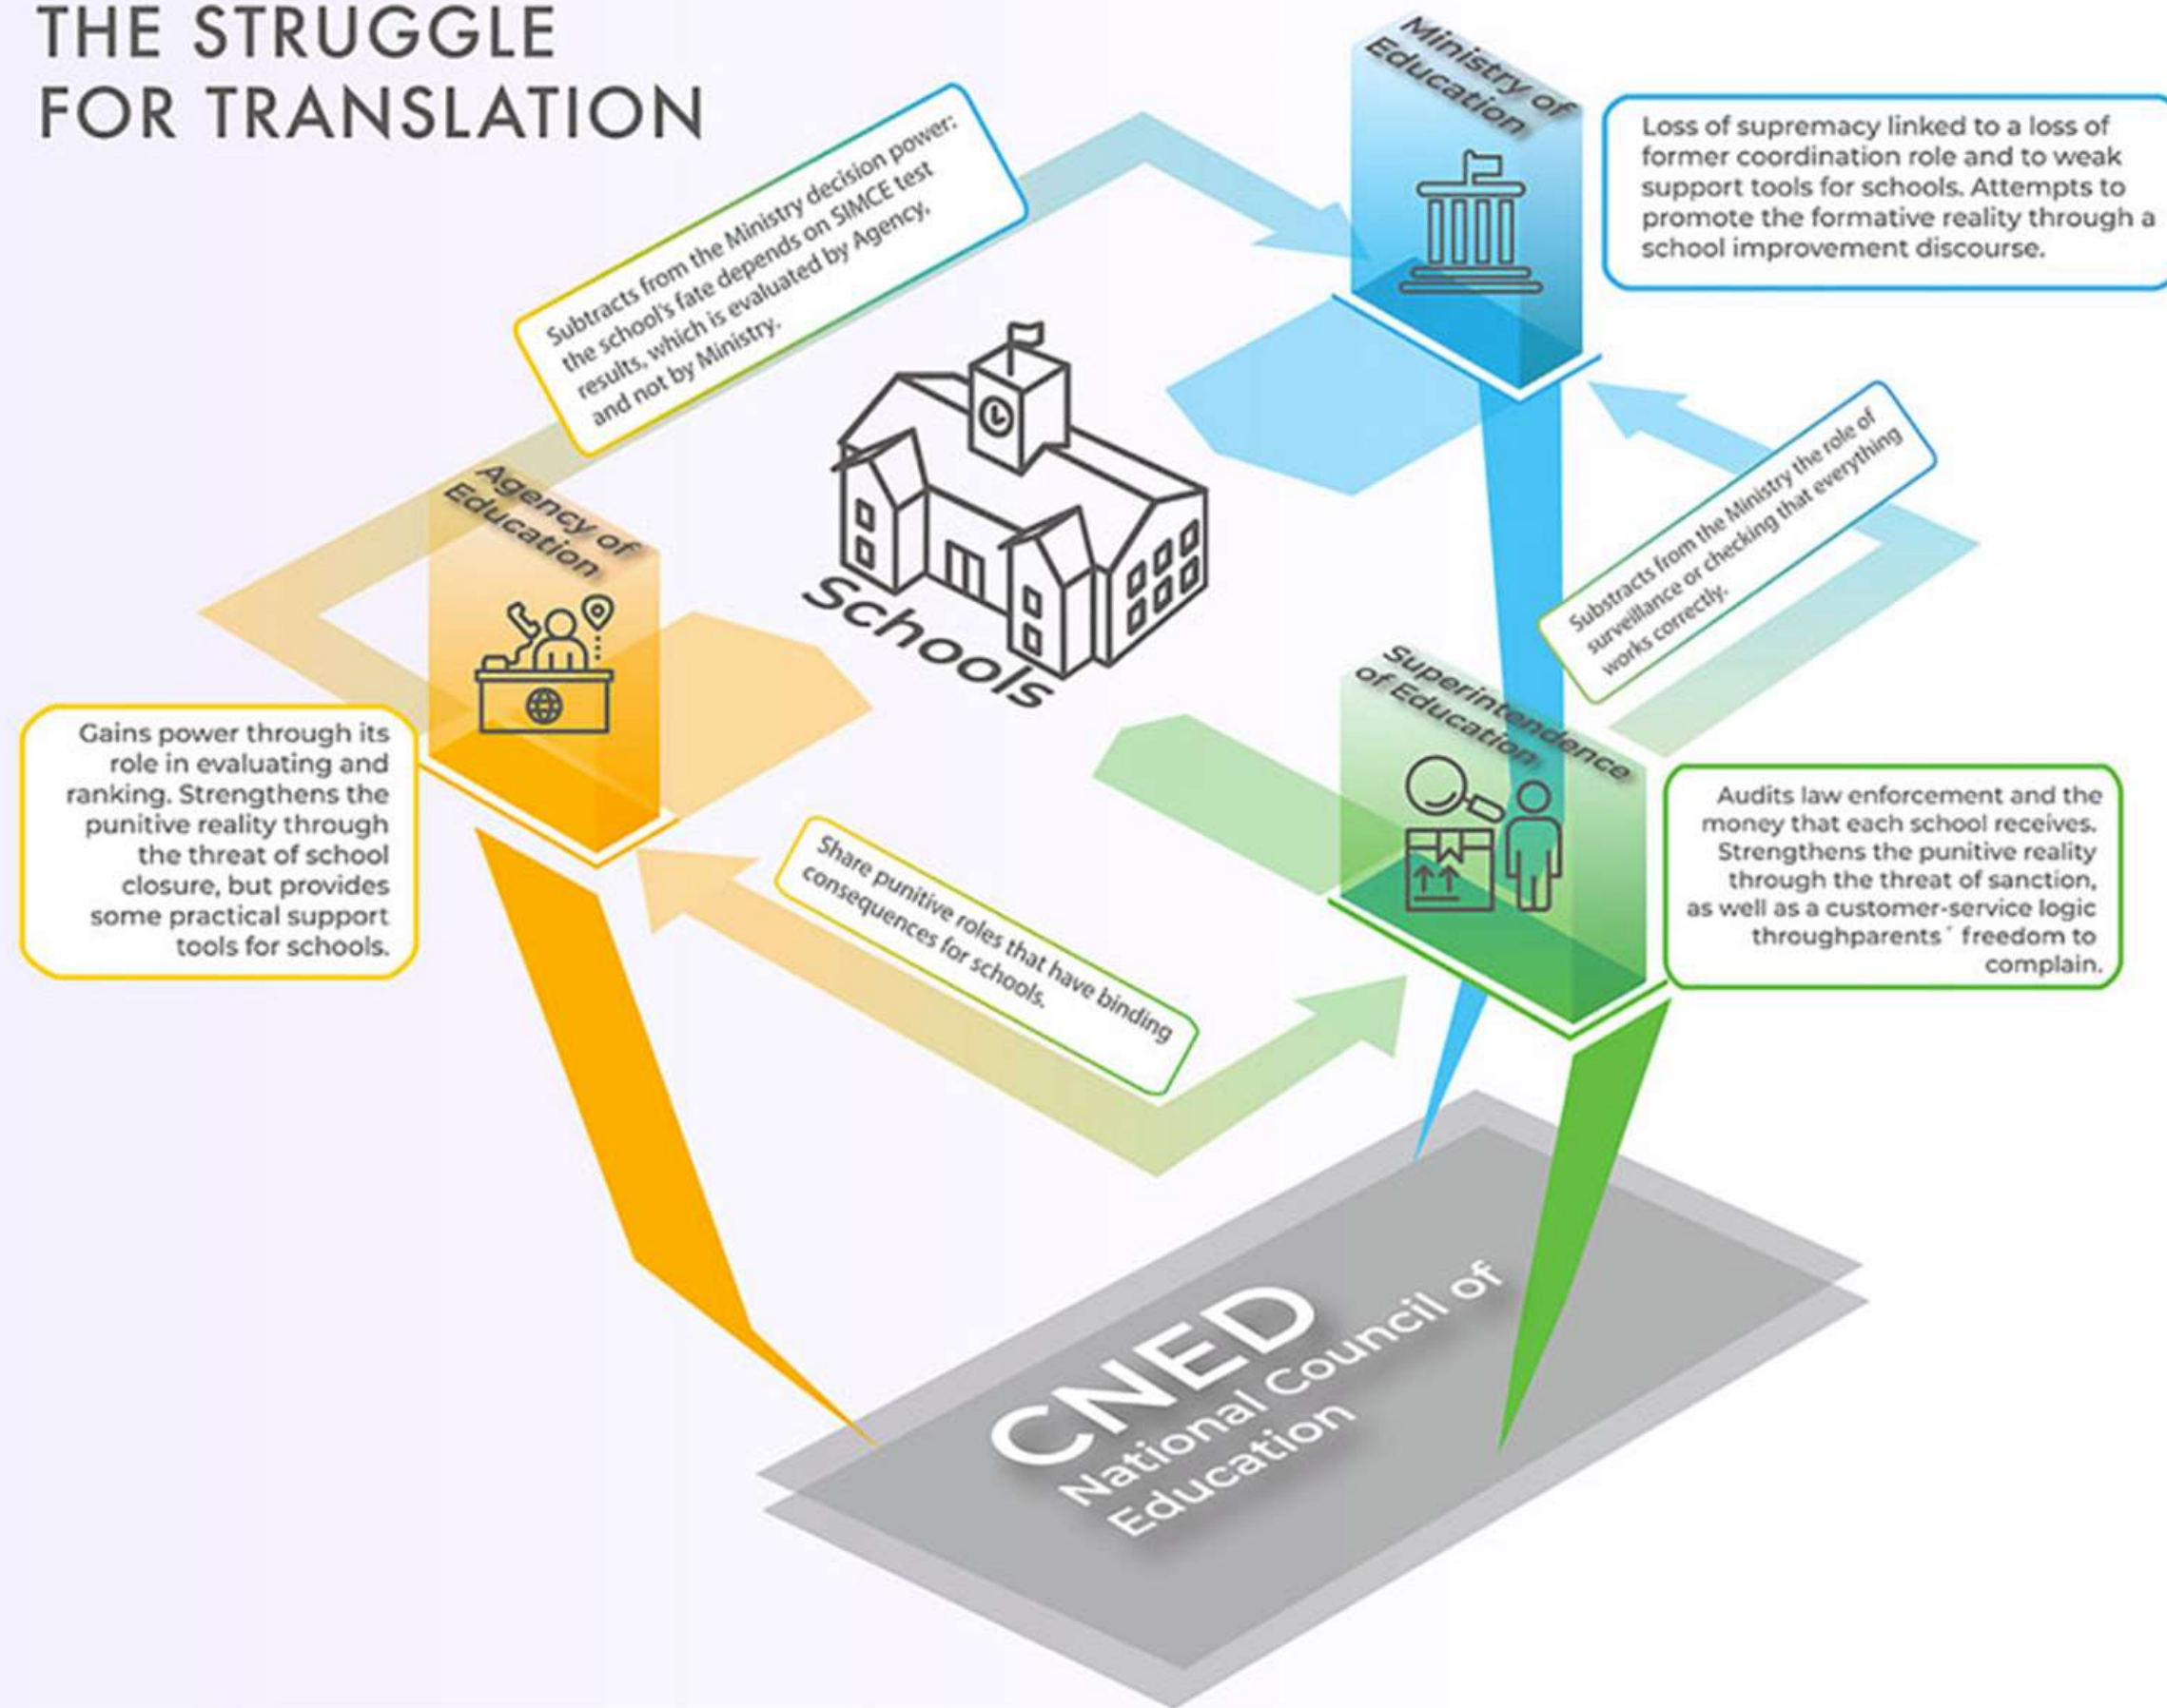 THE STRUGGLE
FOR TRANSLATION
Ministry of
Education
Loss of supremacy linked to a loss of
former coordination role and to weak
support tools for schools. Attempts to
promote the formative reality through a
school improvement discourse.
Subtracts from the Ministry decision power:
the school's fate depends on SIMCE test
results, which is evaluated by Agency,
and not by Ministry.
Agency of
Education
Schools
Substracts from the Ministry the role of
surveillance or checking that everything
works correctly.
Superintendence
of Education
Gains power through its
role in evaluating and
ranking. Strengthens the
punitive reality through
the threat of school
closure, but provides
some practical support
tools for schools.
Audits law enforcement and the
money that each school receives.
Strengthens the punitive reality
through the threat of sanction,
as well as a customer-service logic
throughparents´ freedom to
complain.
Share punitive roles that have binding
consequences for schools.
CNED
National Council of
Education